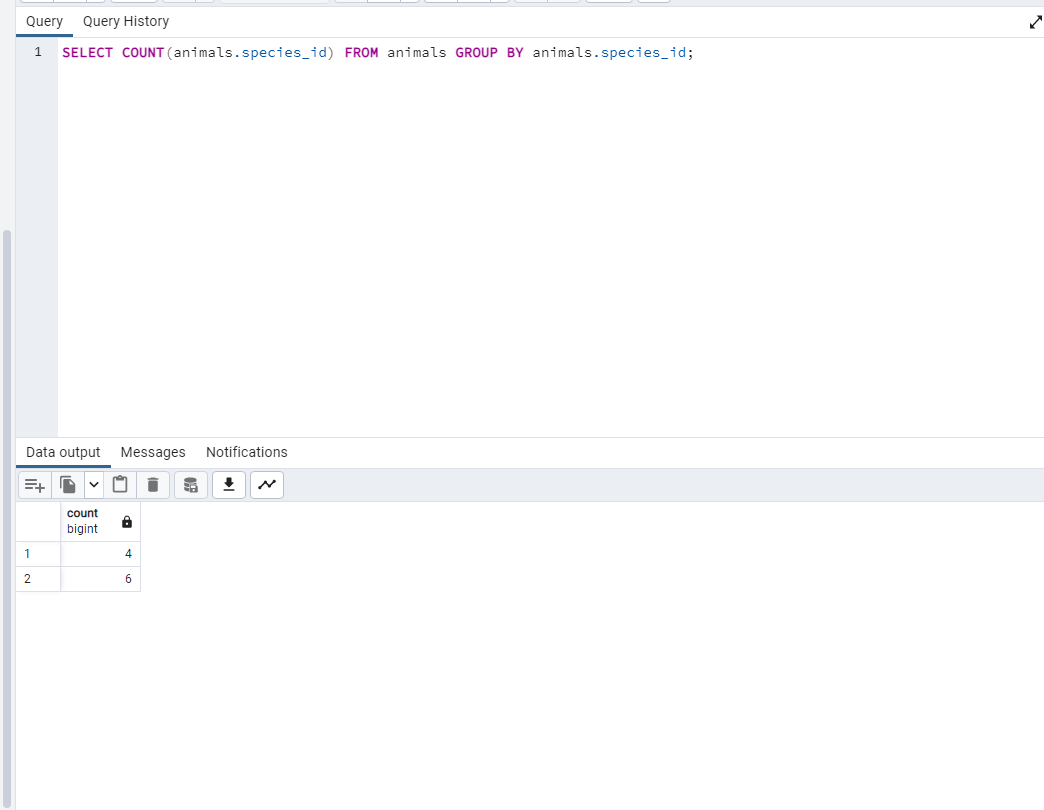 Query Query History
1 SELECT COUNT(animals.species_id) FROM animals GROUP BY animals.species_id;
Data output Messages Notifications
count
bigint
1 4
2 6